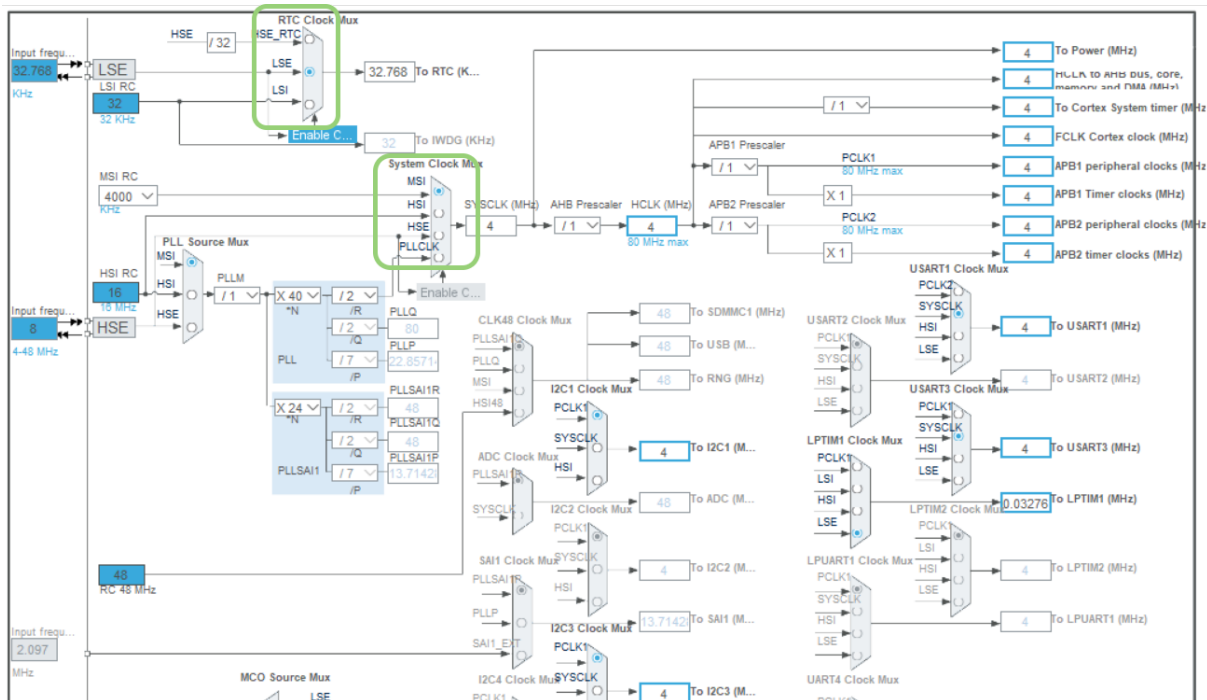 RTC Clock Mux
HSE
/ 32
HSE_RTC
Input frequ...
32.768
KHz
LSE
LSE
32.768
To RTC (K...
LSI RC
32
32 KHz
LSI
Enable C...
32
To IWDG (KHz)
4
To Power (MHz)
4
HCLK to AHB bus, core,
memory and DMA (MHz)
/ 1
4
To Cortex System timer (MHz
4
FCLK Cortex clock (MHz)
System Clock Mux
MSI RC
4000
KHz
MSI
HSI
HSE
PLLCLK
Enable C...
SYSCLK (MHz)
4
AHB Prescaler
/ 1
HCLK (MHz)
4
80 MHz max
APB1 Prescaler
/ 1
PCLK1
80 MHz max
4
APB1 peripheral clocks (MHz
X 1
4
APB1 Timer clocks (MHz)
APB2 Prescaler
/ 1
PCLK2
80 MHz max
4
APB2 peripheral clocks (MHz
X 1
4
APB2 timer clocks (MHz)
PLL Source Mux
MSI
HSI
HSE
HSI RC
16
16 MHz
Input frequ...
8
4-48 MHz
HSE
PLLM
/ 1
X 40
*N
/ 2
/R
PLLQ
/ 2
80
/Q
PLLP
PLL
/ 7
22.8571
/P
PLLSAI1R
X 24
*N
/ 2
48
/R
PLLSAI1Q
/ 2
48
/Q
PLLSAI1P
PLLSAI1
/ 7
13.7142
/P
CLK48 Clock Mux
PLLSAI1Q
PLLQ
MSI
HSI48
48
To SDMMC1 (MHz)
48
To USB (M...
48
To RNG (MHz)
I2C1 Clock Mux
PCLK1
SYSCLK
HSI
4
To I2C1 (M...
ADC Clock Mux
PLLSAI1R
SYSCLK
48
To ADC (M...
I2C2 Clock Mux
PCLK1
SYSCLK
HSI
4
To I2C2 (M...
SAI1 Clock Mux
PLLSAI1P
PLLP
SAI1_EXT
13.7142
To SAI1 (M...
I2C3 Clock Mux
PCLK1
SYSCLK
4
To I2C3 (M...
I2C4 Clock Mux
PCLK1
USART1 Clock Mux
PCLK2
SYSCLK
HSI
LSE
4
To USART1 (MHz)
USART2 Clock Mux
PCLK1
SYSCLK
HSI
LSE
4
To USART2 (MHz)
USART3 Clock Mux
PCLK1
SYSCLK
HSI
LSE
4
To USART3 (MHz)
LPTIM1 Clock Mux
PCLK1
LSI
HSI
LSE
0.03276
To LPTIM1 (MHz)
LPTIM2 Clock Mux
PCLK1
LSI
HSI
LSE
4
To LPTIM2 (MHz)
LPUART1 Clock Mux
PCLK1
SYSCLK
HSI
LSE
4
To LPUART1 (MHz)
UART4 Clock Mux
48
RC 48 MHz
Input frequ...
2.097
MHz
MCO Source Mux
LSE